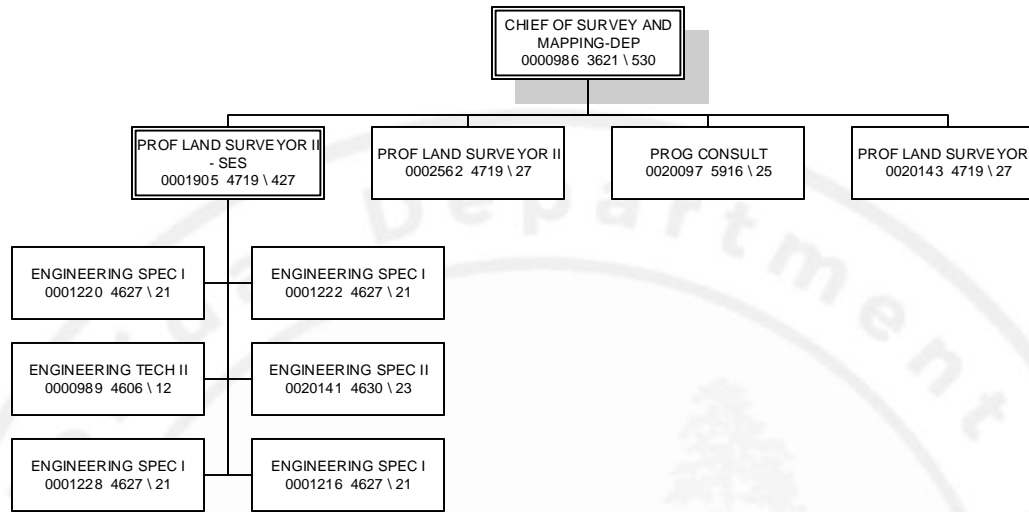 CHIEF OF SURVEY AND
MAPPING-DEP
0000986 3621 \ 530
PROF LAND SURVEYOR II
- SES
0001905 4719 \ 427
PROF LAND SURVEYOR II
0002562 4719 \ 27
PROG CONSULT
0020097 5916 \ 25
PROF LAND SURVEYOR
0020143 4719 \ 27
ENGINEERING SPEC I
0001220 4627 \ 21
ENGINEERING SPEC I
0001222 4627 \ 21
ENGINEERING TECH II
0000989 4606 \ 12
ENGINEERING SPEC II
0020141 4630 \ 23
ENGINEERING SPEC I
0001228 4627 \ 21
ENGINEERING SPEC I
0001216 4627 \ 21
Department